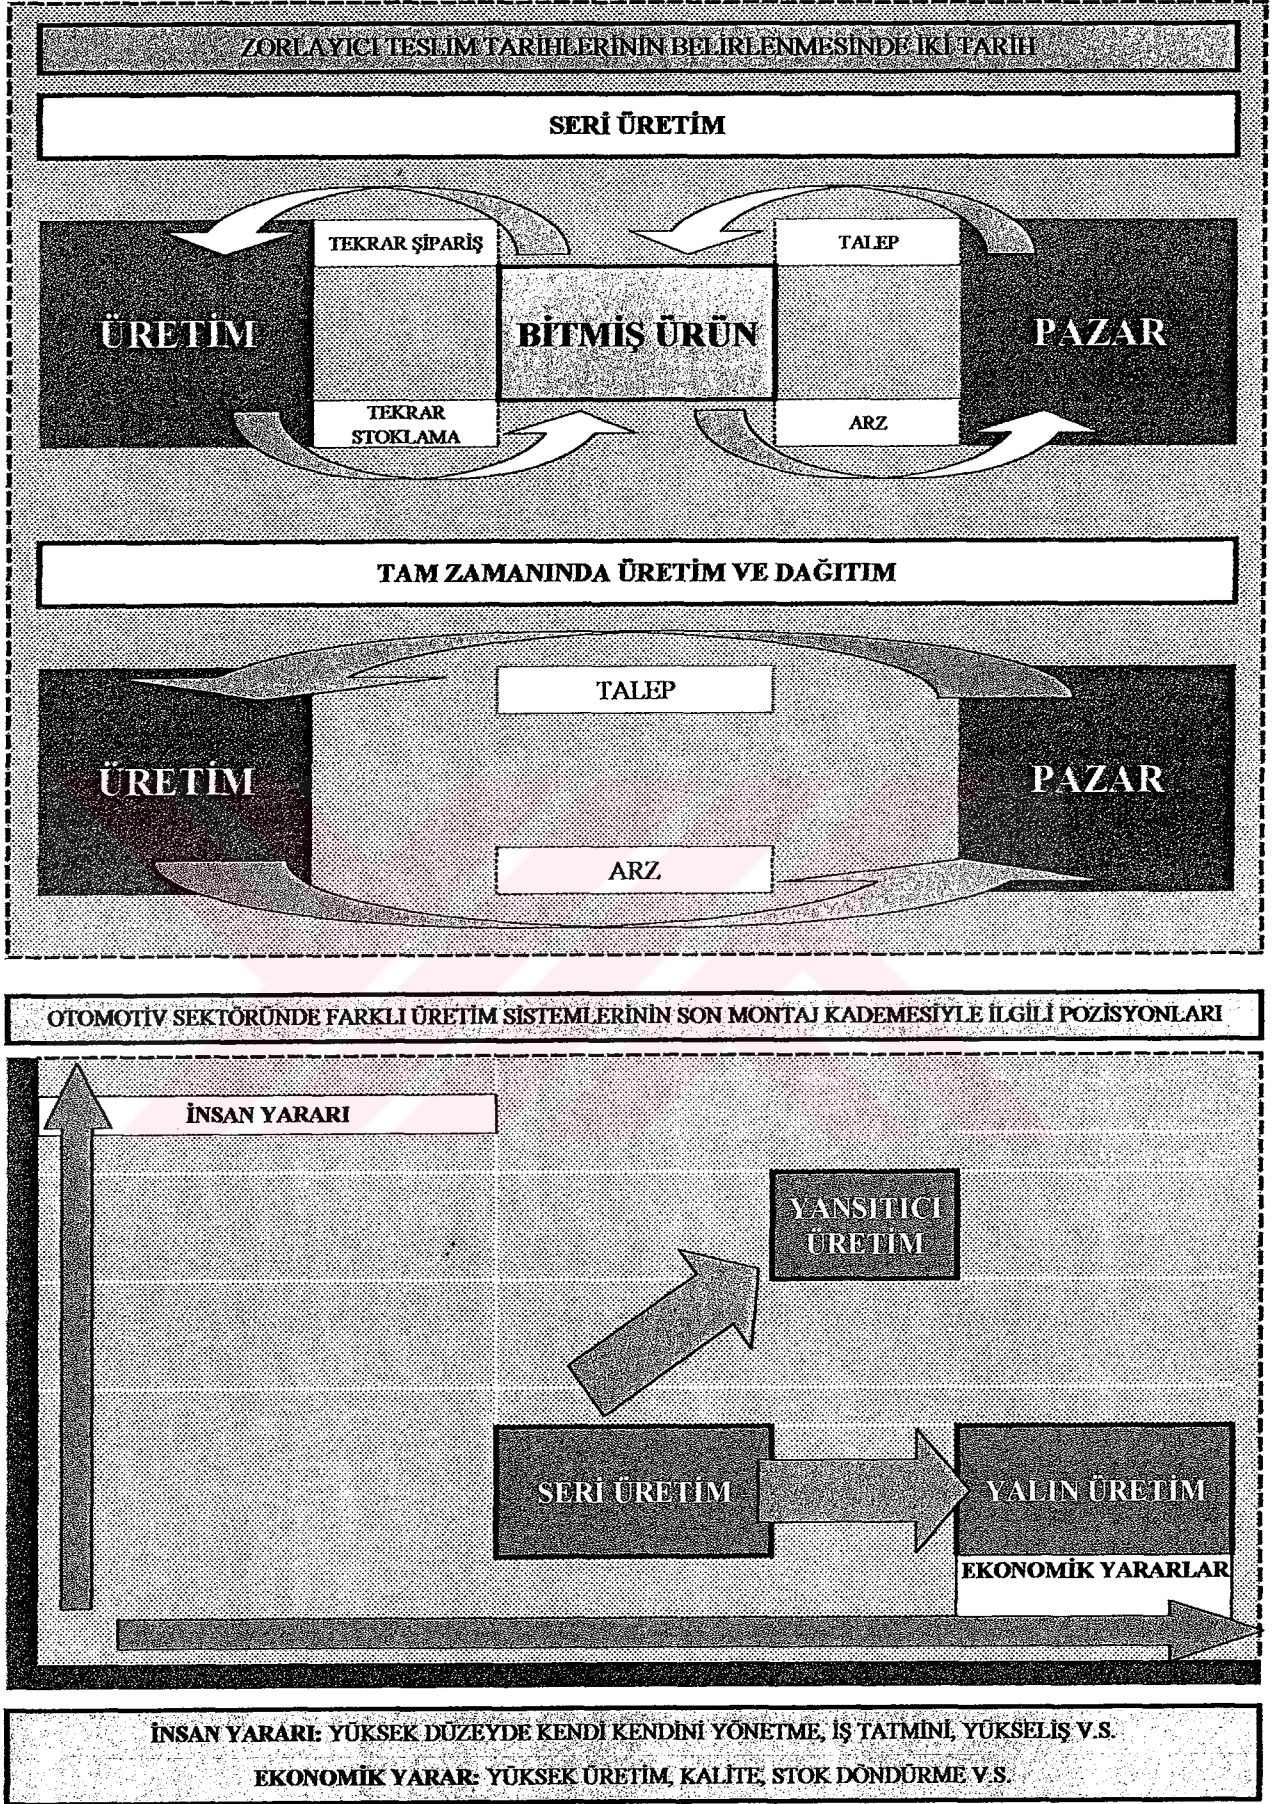 ZORLAYICI TESLİM TARİHLERİNİN BELİRLENMESİNDE İKİ TARİH
SERİ ÜRETİM
TEKRAR ŞİPARİŞ
TALEP
ÜRETİM
BİTMİŞ ÜRÜN
PAZAR
TEKRAR
STOKLAMA
ARZ
TAM ZAMANINDA ÜRETİM VE DAĞITIM
TALEP
ÜRETİM
PAZAR
ARZ
OTOMOTİV SEKTÖRÜNDE FARKLI ÜRETİM SİSTEMLERİNİN SON MONTAJ KADEMESİYLE İLGİLİ POZİSYONLARI
İNSAN YARARI
YANSITICI
ÜRETİM
SERİ ÜRETİM
YALIN ÜRETİM
EKONOMİK YARARLAR
İNSAN YARARI: YÜKSEK DÜZEYDE KENDİ KENDİNİ YÖNETME, İŞ TATMİNİ, YÜKSELİŞ V.S.
EKONOMİK YARAR: YÜKSEK ÜRETİM, KALİTE, STOK DÖNDÜRME V.S.